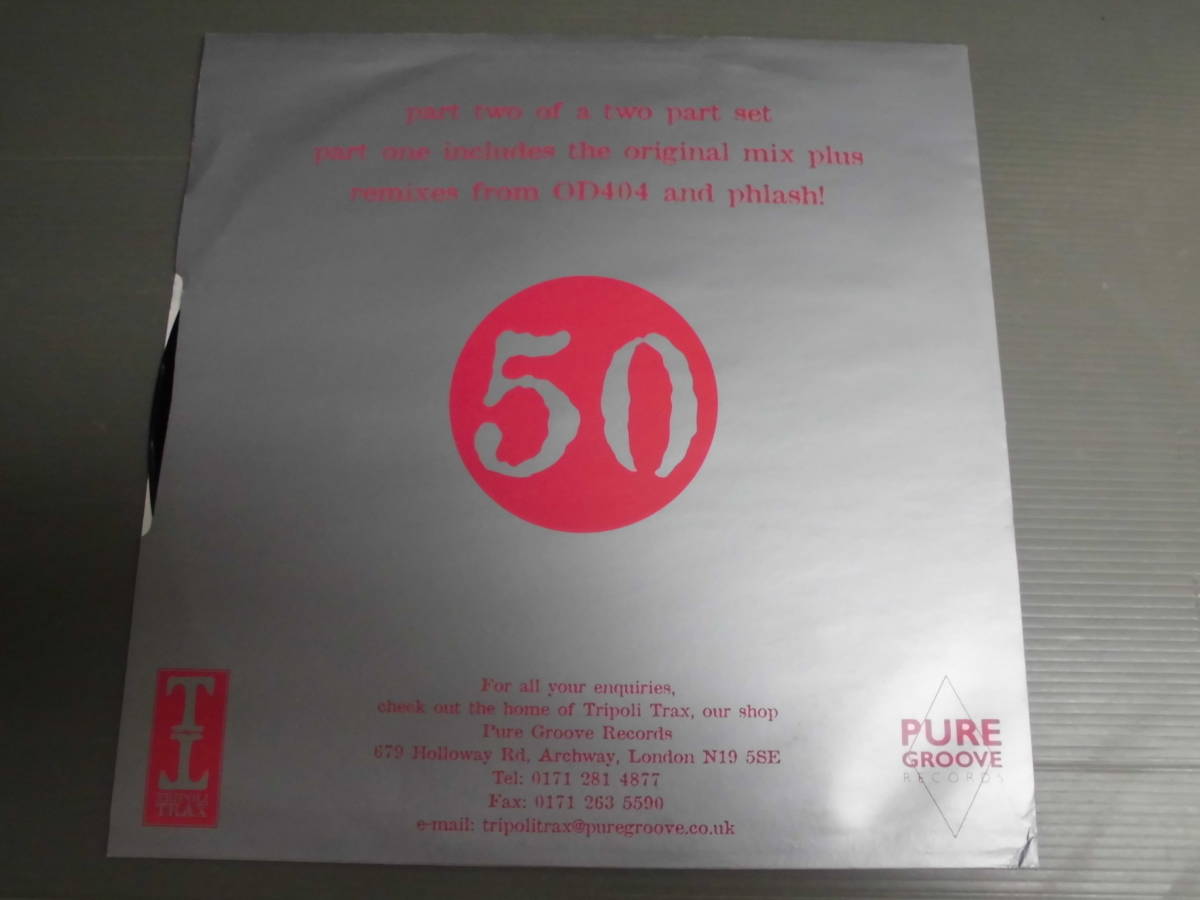 part two of a two part set
part one includes the original mix plus
remixes from OD404 and phlash!
50
For all your enquiries,
check out the home of Tripoli Trax, our shop
Pure Groove Records
679 Holloway Rd, Archway, London N19 5SE
Tel: 0171 281 4877
Fax: 0171 263 5590
e-mail: tripolitrax@puregroove.co.uk
TT
TRIPOLI
TRAX
PURE
GROOVE
RECORDS